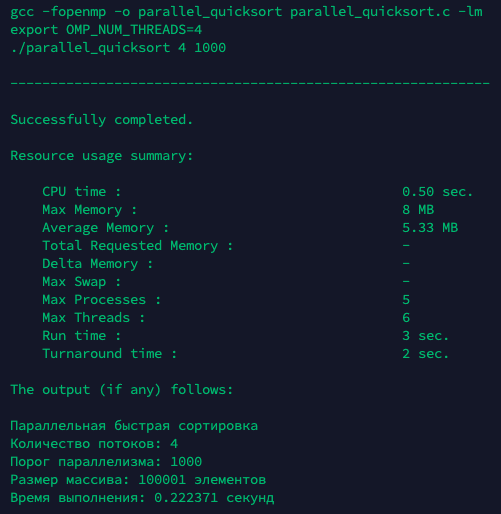 gcc -fopenmp -o parallel_quicksort parallel_quicksort.c -lm
export OMP_NUM_THREADS=4
./parallel_quicksort 4 1000
------------------------------------------------------------
Successfully completed.
Resource usage summary:
CPU time : 0.50 sec.
Max Memory : 8 MB
Average Memory : 5.33 MB
Total Requested Memory : -
Delta Memory : -
Max Swap : -
Max Processes : 5
Max Threads : 6
Run time : 3 sec.
Turnaround time : 2 sec.
The output (if any) follows:
Параллельная быстрая сортировка
Количество потоков: 4
Порог параллелизма: 1000
Размер массива: 100001 элементов
Время выполнения: 0.222371 секунд